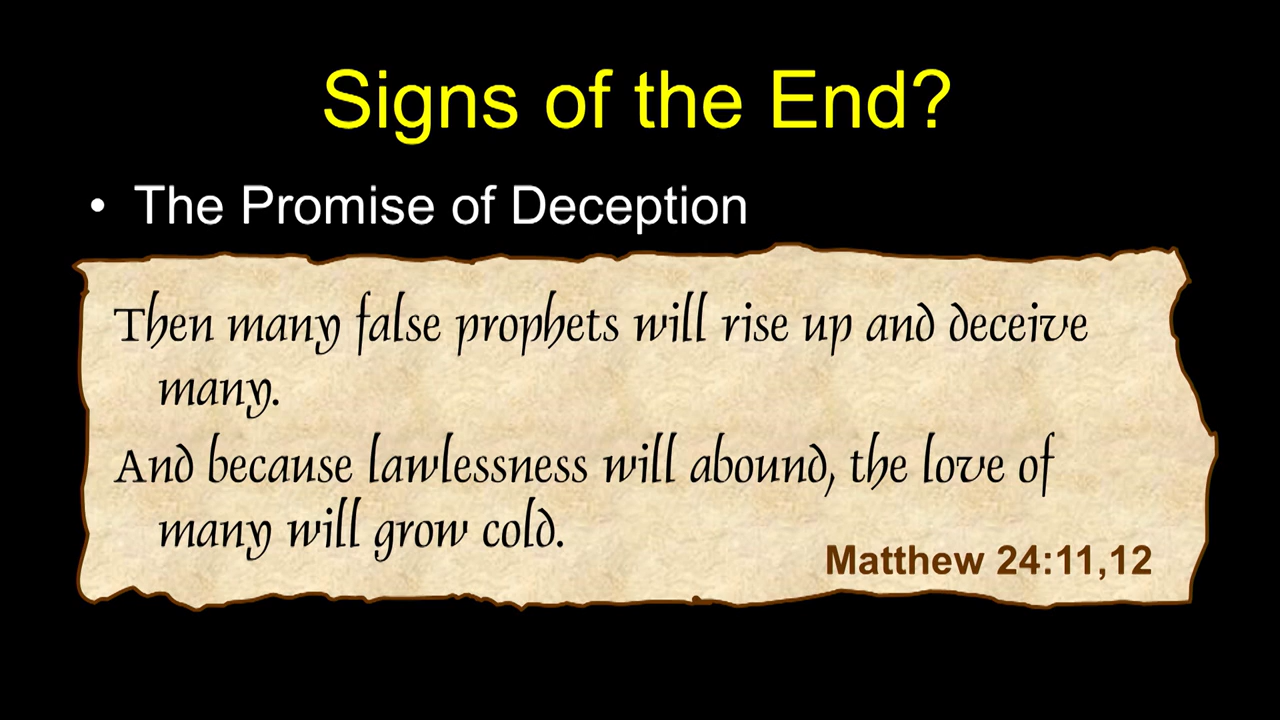 Signs of the End?
• The Promise of Deception
Then many false prophets will rise up and deceive
many.
And because lawlessness will abound, the love of
many will grow cold.
Matthew 24:11,12